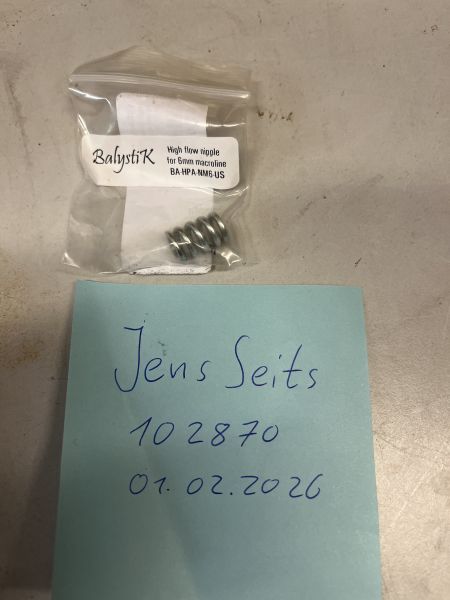 BalystiK
High flow nipple
for 6mm macroline
BA-HPA-NM6-US
Jens Seits
102870
01.02.2026